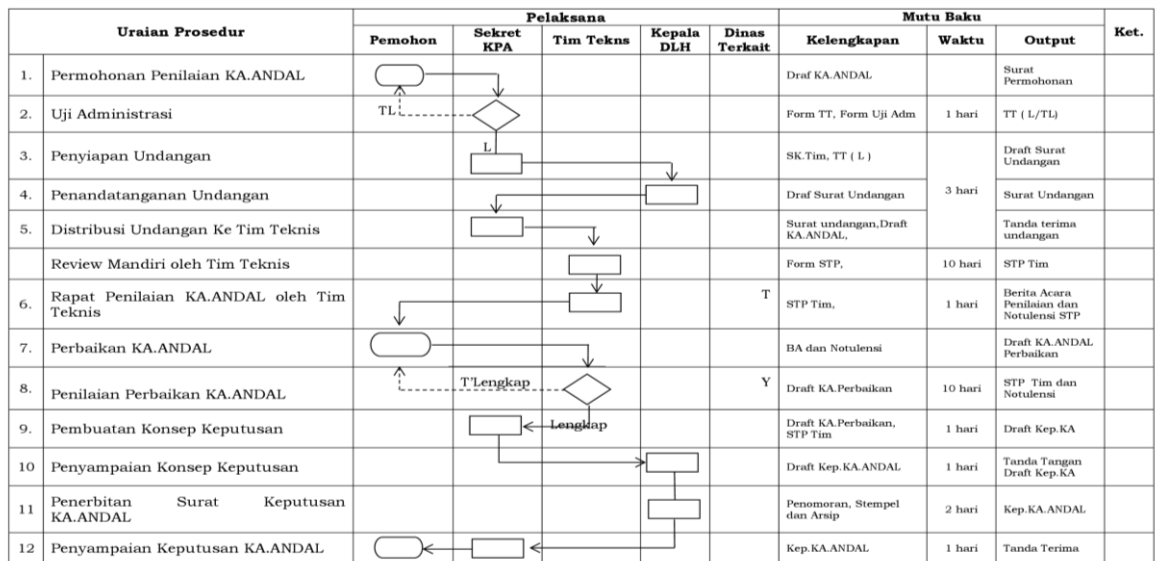 Uraian Prosedur
Pelaksana
Mutu Baku
Ket.
Pemohon
Sekret
KPA
Tim Tekns
Kepala
DLH
Dinas
Terkait
Kelengkapan
Waktu
Output
1. Permohonan Penilaian KA.ANDAL
Draf KA.ANDAL
Surat
Permohonan
2. Uji Administrasi
TL
Form TT, Form Uji Adm
1 hari
TT ( L/TL)
3. Penyiapan Undangan
L
SK.Tim, TT ( L )
3 hari
Draft Surat
Undangan
4. Penandatanganan Undangan
Draf Surat Undangan
Surat Undangan
5. Distribusi Undangan Ke Tim Teknis
Surat undangan,Draft
KA.ANDAL,
Tanda terima
undangan
Review Mandiri oleh Tim Teknis
Form STP,
10 hari
STP Tim
6. Rapat Penilaian KA.ANDAL oleh Tim
Teknis
T
STP Tim,
1 hari
Berita Acara
Penilaian dan
Notulensi STP
7. Perbaikan KA.ANDAL
BA dan Notulensi
Draft KA.ANDAL
Perbaikan
8. Penilaian Perbaikan KA.ANDAL
T'Lengkap
Y
Draft KA.Perbaikan
10 hari
STP Tim dan
Notulensi
9. Pembuatan Konsep Keputusan
Lengkap
Draft KA.Perbaikan,
STP Tim
1 hari
Draft Kep.KA
10 Penyampaian Konsep Keputusan
Draft Kep.KA.ANDAL
1 hari
Tanda Tangan
Draft Kep.KA
11 Penerbitan Surat Keputusan
KA.ANDAL
Penomoran, Stempel
dan Arsip
2 hari
Kep.KA.ANDAL
12 Penyampaian Keputusan KA.ANDAL
Kep.KA.ANDAL
1 hari
Tanda Terima